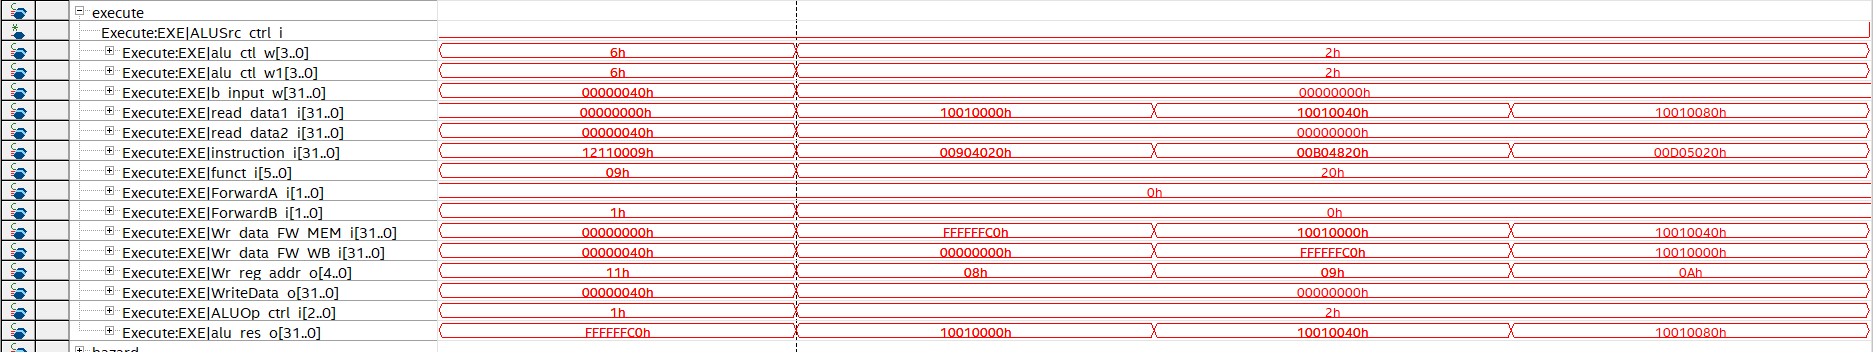 execute
Execute:EXE|ALUSrc_ctrl_i
Execute:EXE|alu_ctl_w[3..0] 6h 2h
Execute:EXE|alu_ctl_w1[3..0] 6h 2h
Execute:EXE|b_input_w[31..0] 00000040h 00000000h
Execute:EXE|read_data1_i[31..0] 00000000h 10010000h 10010040h 10010080h
Execute:EXE|read_data2_i[31..0] 00000040h 00000000h
Execute:EXE|instruction_i[31..0] 12110009h 00904020h 00B04820h 00D05020h
Execute:EXE|funct_i[5..0] 09h 20h
Execute:EXE|ForwardA_i[1..0] 0h
Execute:EXE|ForwardB_i[1..0] 1h 0h
Execute:EXE|Wr_data_FW_MEM_i[31..0] 00000000h FFFFFFC0h 10010000h 10010040h
Execute:EXE|Wr_data_FW_WB_i[31..0] 00000040h 00000000h FFFFFFC0h 10010000h
Execute:EXE|Wr_reg_addr_o[4..0] 11h 08h 09h 0Ah
Execute:EXE|WriteData_o[31..0] 00000040h 00000000h
Execute:EXE|ALUOp_ctrl_i[2..0] 1h 2h
Execute:EXE|alu_res_o[31..0] FFFFFFC0h 10010000h 10010040h 10010080h
hazard